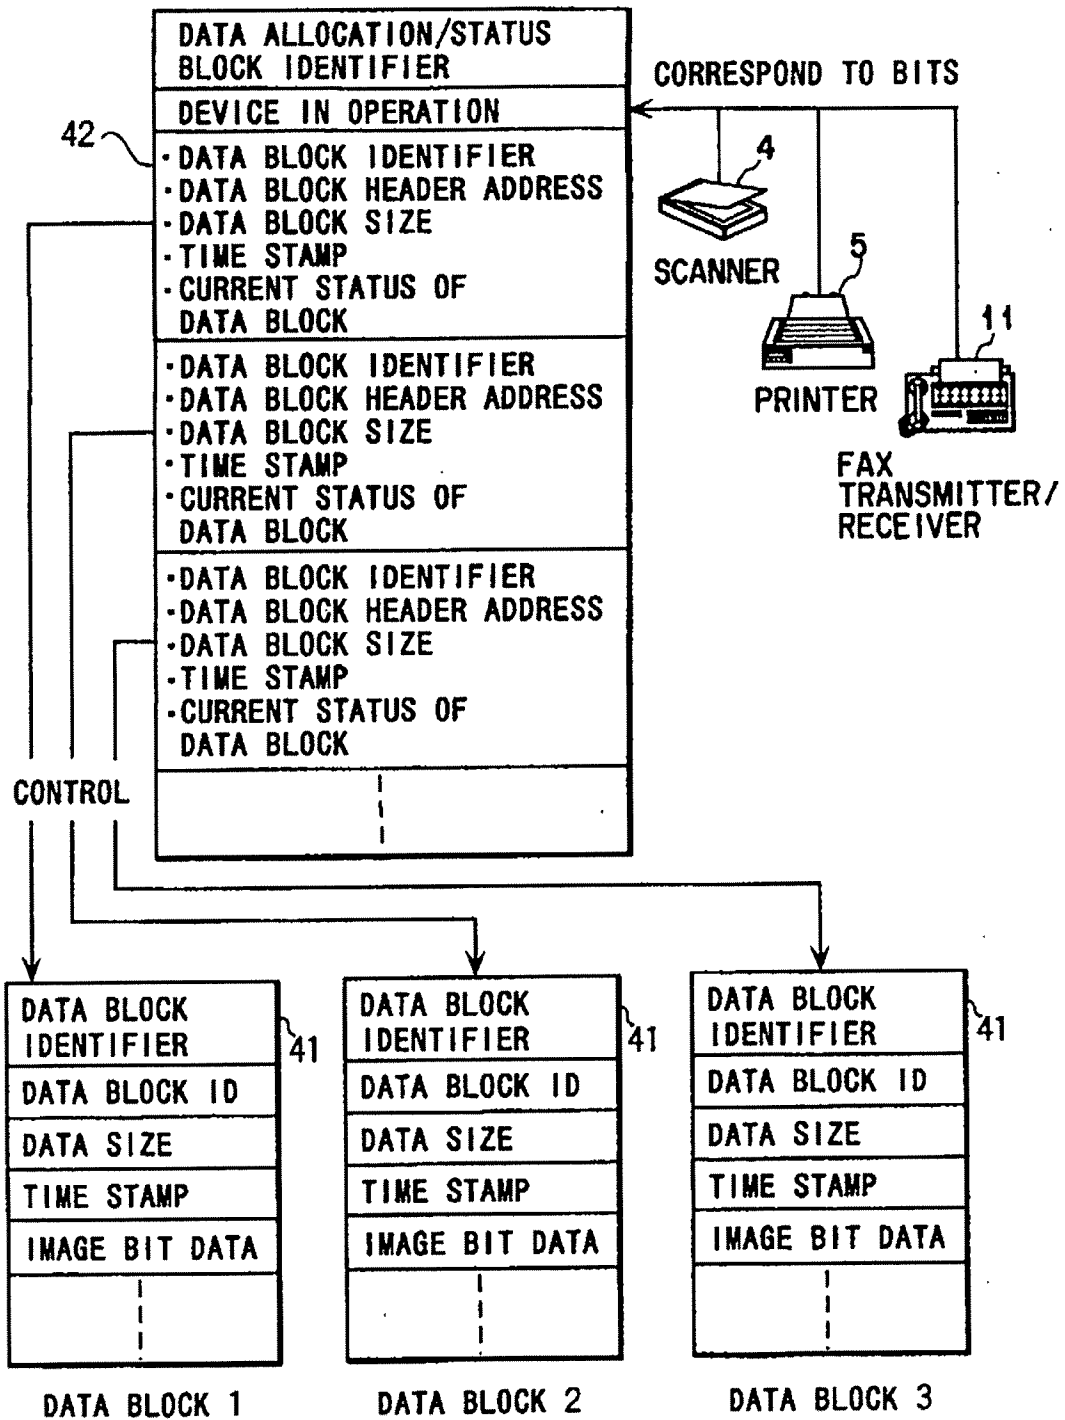 DATA ALLOCATION/STATUS
BLOCK IDENTIFIER
DEVICE IN OPERATION
CORRESPOND TO BITS
42
·DATA BLOCK IDENTIFIER
·DATA BLOCK HEADER ADDRESS
·DATA BLOCK SIZE
·TIME STAMP
·CURRENT STATUS OF
DATA BLOCK
4
SCANNER
5
PRINTER
11
FAX
TRANSMITTER/
RECEIVER
·DATA BLOCK IDENTIFIER
·DATA BLOCK HEADER ADDRESS
·DATA BLOCK SIZE
·TIME STAMP
·CURRENT STATUS OF
DATA BLOCK
·DATA BLOCK IDENTIFIER
·DATA BLOCK HEADER ADDRESS
·DATA BLOCK SIZE
·TIME STAMP
·CURRENT STATUS OF
DATA BLOCK
CONTROL
DATA BLOCK
IDENTIFIER
41
DATA BLOCK ID
DATA SIZE
TIME STAMP
IMAGE BIT DATA
DATA BLOCK 1
DATA BLOCK
IDENTIFIER
41
DATA BLOCK ID
DATA SIZE
TIME STAMP
IMAGE BIT DATA
DATA BLOCK 2
DATA BLOCK
IDENTIFIER
41
DATA BLOCK ID
DATA SIZE
TIME STAMP
IMAGE BIT DATA
DATA BLOCK 3